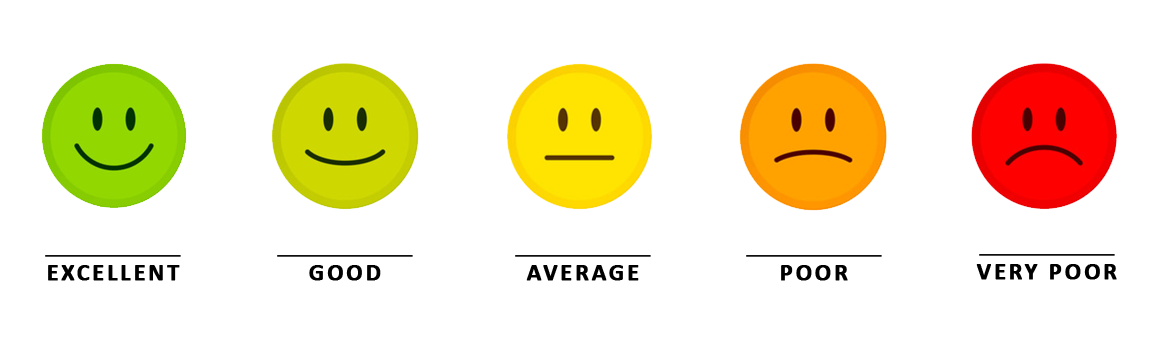 EXCELLENT
GOOD
AVERAGE
POOR
VERY POOR